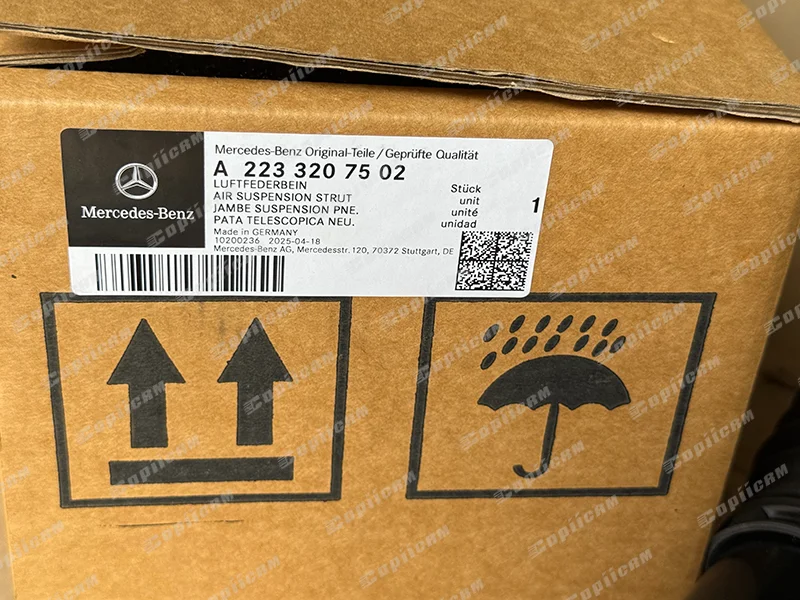 Mercedes-Benz
Mercedes-Benz Original-Teile/Geprüfte Qualität
A 223 320 75 02
LUFTFEDERBEIN
AIR SUSPENSION STRUT
JAMBE SUSPENSION PNE.
PATA TELESCOPICA NEU.
Made in GERMANY
10200236 2025-04-18
Mercedes-Benz AG, Mercedesstr.120, 70372 Stuttgart, DE
Stück
unit
unité
unidad
1
COPIICAM